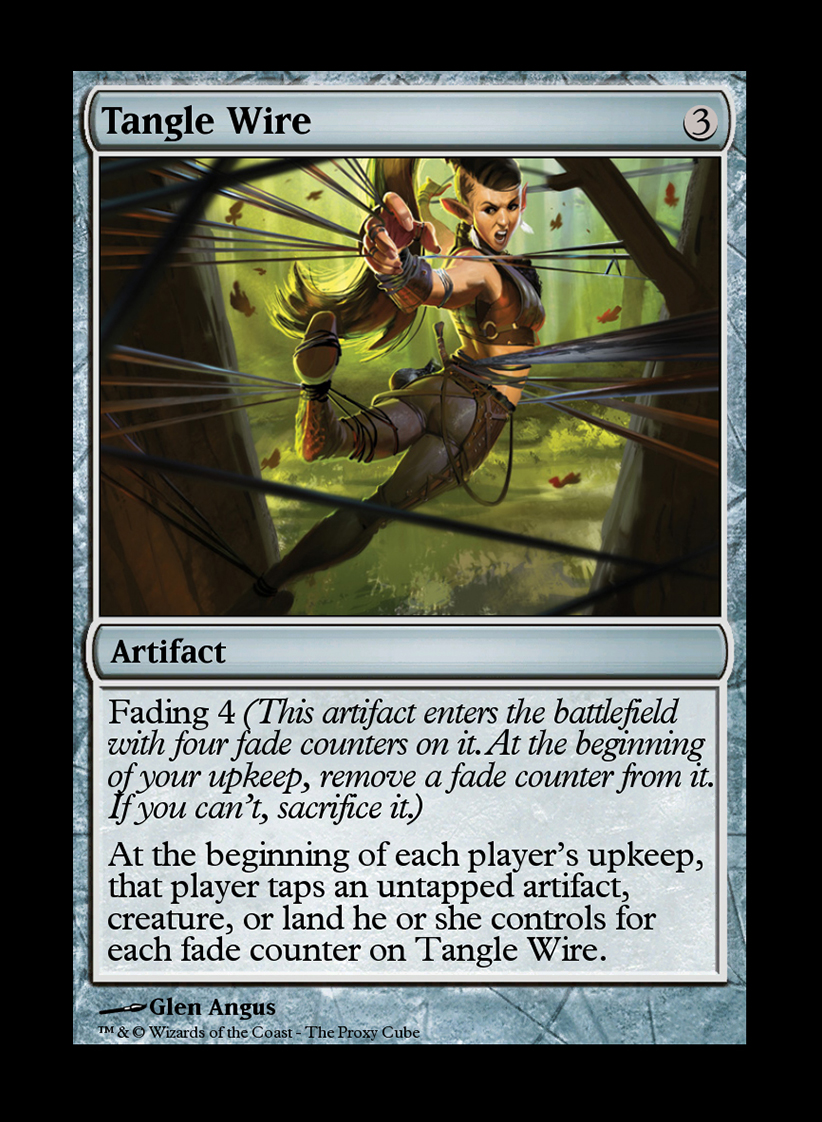 Tangle Wire 3
Artifact
Fading 4 (This artifact enters the battlefield
with four fade counters on it. At the beginning
of your upkeep, remove a fade counter from it.
If you can't, sacrifice it.)
At the beginning of each player's upkeep,
that player taps an untapped artifact,
creature, or land he or she controls for
each fade counter on Tangle Wire.
Glen Angus
™ & © Wizards of the Coast - The Proxy Cube